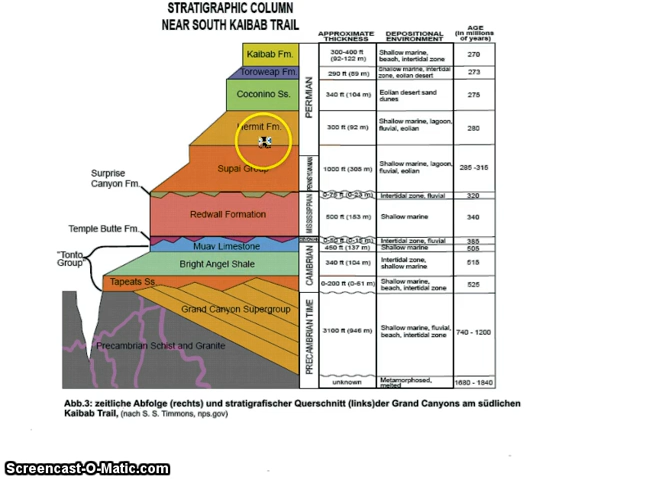 STRATIGRAPHIC COLUMN
NEAR SOUTH KAIBAB TRAIL
APPROXIMATE
THICKNESS
DEPOSITIONAL
ENVIRONMENT
AGE
(in millions
of years)
Kaibab Fm.
300-400 ft
(92-122 m)
Shallow marine,
beach, intertidal zone
270
Toroweap Fm.
290 ft (89 m)
Shallow marine, intertidal
zone, eolian desert
273
Coconino Ss.
340 ft (104 m)
Eolian desert sand
dunes
275
PERMIAN
Hermit Fm.
300 ft (92 m)
Shallow marine, lagoon,
fluvial, eolian
280
Supai Group
PENNSYLVANIAN
1000 ft (305 m)
Shallow marine, lagoon,
fluvial, eolian
285 -315
Surprise
Canyon Fm.
Intertidal zone, fluvial
320
Redwall Formation
MISSISSIPPIAN
500 ft (153 m)
Shallow marine
340
Temple Butte Fm.
Intertidal zone, fluvial
385
"Tonto
Group"
Muav Limestone
450 ft (137 m)
Shallow marine
505
Bright Angel Shale
CAMBRIAN
340 ft (104 m)
Intertidal zone,
shallow marine
515
Tapeats Ss.
0-200 ft (0-61 m)
Shallow marine,
beach, intertidal zone
525
Grand Canyon Supergroup
PRECAMBRIAN TIME
3100 ft (946 m)
Shallow marine, fluvial,
beach, intertidal zone
740 - 1200
Precambrian Schist and Granite
unknown
Metamorphosed,
melted
1680 - 1840
Abb.3: zeitliche Abfolge (rechts) und stratigrafischer Querschnitt (links)der Grand Canyons am südlichen
Kaibab Trail, (nach S. S. Timmons, nps.gov)
Screencast-O-Matic.com